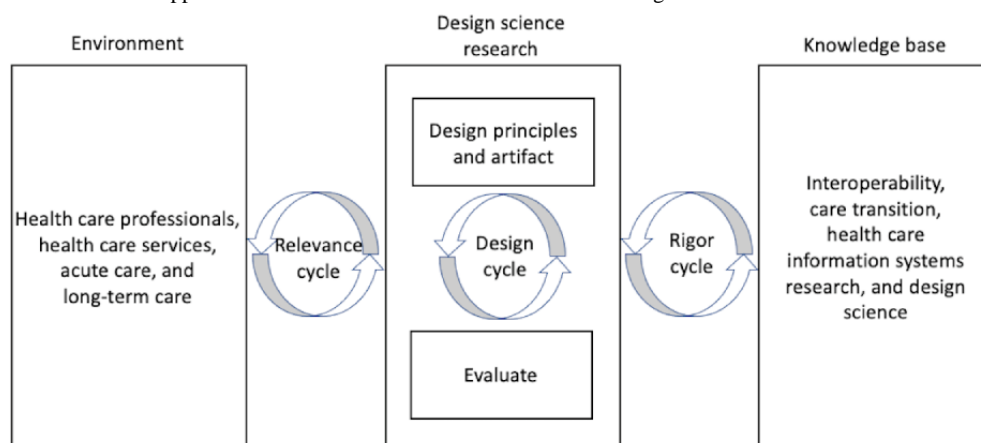 Environment
Health care professionals,
health care services,
acute care, and
long-term care
Relevance
cycle
Design science
research
Design principles
and artifact
Design
cycle
Evaluate
Rigor
cycle
Knowledge base
Interoperability,
care transition,
health care
information systems
research, and design
science